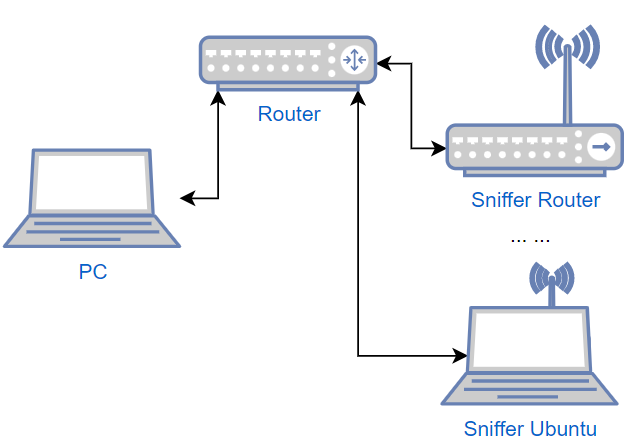 Router
Sniffer Router
... ...
PC
Sniffer Ubuntu